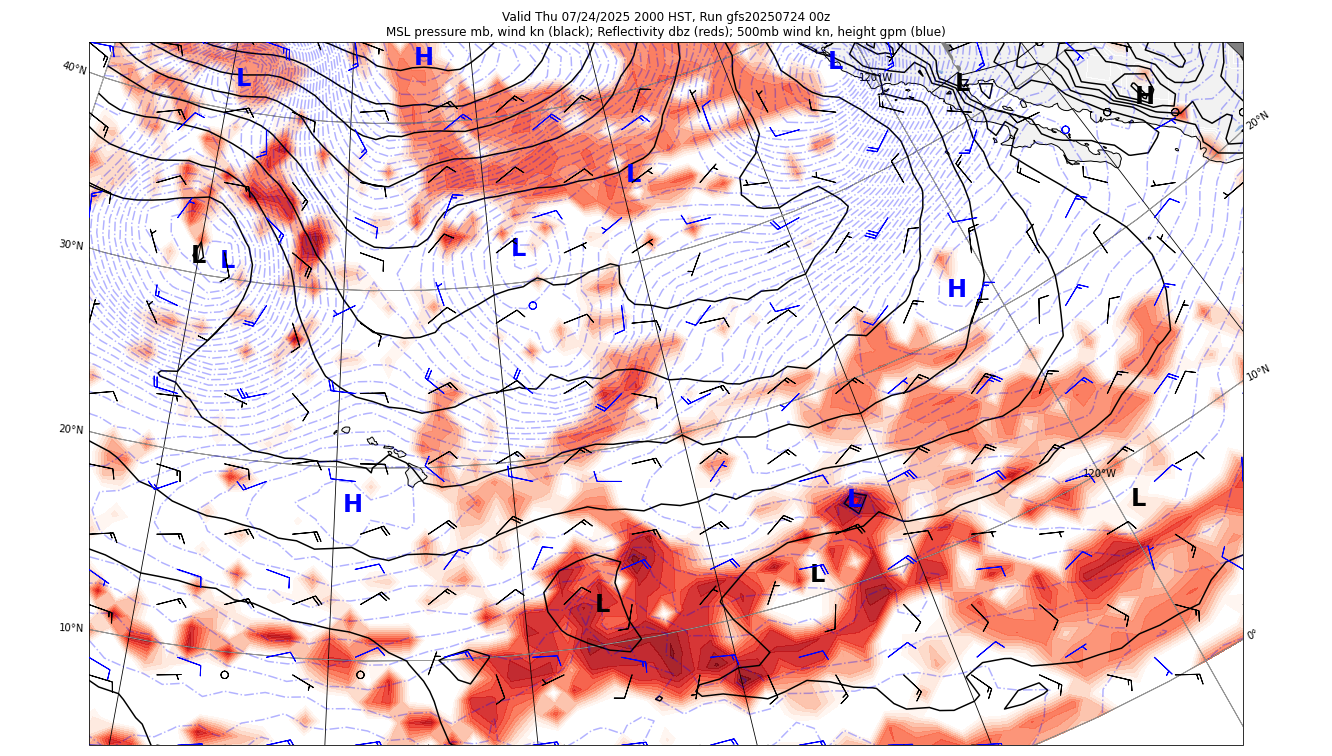 Valid Thu 07/24/2025 2000 HST, Run gfs20250724 00z
MSL pressure mb, wind kn (black); Reflectivity dbz (reds); 500mb wind kn, height gpm (blue)
H
L
L
40°N
120°W
L
H
20°N
L
30°N
L
L
L
H
10°N
20°N
120°W
H
L
L
L
L
10°N
0°